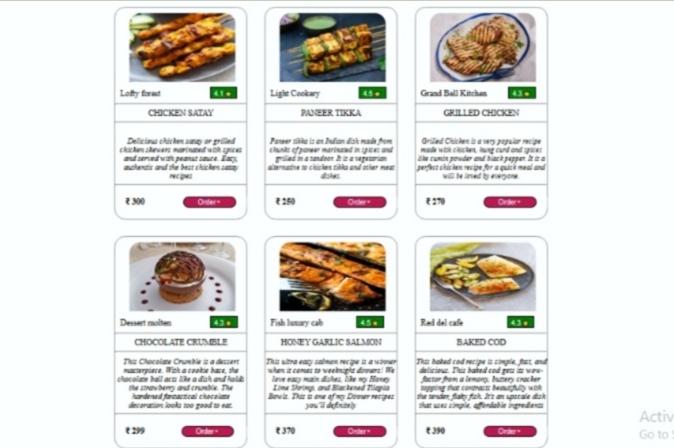 Lofty forest 4.1 ★
CHICKEN SATAY
Delicious chicken satay or grilled
chicken skewers marinated with spices
and served with peanut sauce. Easy,
authentic and the best chicken satay
recipes
₹ 300 Order+
Light Cookary 4.5 ★
PANEER TIKKA
Paneer tikka is an Indian dish made from
chunks of paneer marinated in spices and
grilled in a tandoor. It is a vegetarian
alternative to chicken tikka and other meat
dishes.
₹ 250 Order+
Grand Ball Kitchen 4.3 ★
GRILLED CHICKEN
Grilled Chicken is a very popular recipe
made with chicken, hung curd and spices
like cumin powder and black pepper. It is a
perfect chicken recipe for a quick meal and
will be loved by everyone.
₹ 270 Order+
Dessert molten 4.3 ★
CHOCOLATE CRUMBLE
This Chocolate Crumble is a dessert
masterpiece. With a cookie base, the
chocolate ball acts like a dish and holds
the strawberry and crumble. The
hardened fantastical chocolate
decoration looks too good to eat.
₹ 299 Order+
Fish luxury cab 4.5 ★
HONEY GARLIC SALMON
This ultra easy salmon recipe is a winner
when it comes to weeknight dinners! We
love easy main dishes, like my Honey
Lime Shrimp, and Blackened Tilapia
Bowls. This is one of my Dinner recipes
you'll definitely
₹ 370 Order+
Red del cafe 4.3 ★
BAKED COD
This baked cod recipe is simple, fast, and
delicious. This baked cod gets its wow-
factor from a lemony, buttery cracker
topping that contrasts beautifully with
the tender, flaky fish. It's an upscale dish
that uses simple, affordable ingredients
₹ 390 Order+
Activ
Go to S